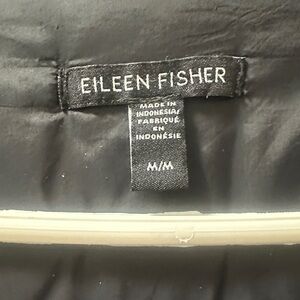 EILEEN FISHER
MADE IN
INDONESIA/
FABRIQUÉ
EN
INDONÉSIE
M/M